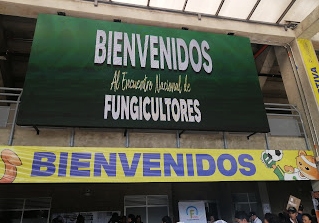 BIENVENIDOS
Al Encuentro Nacional de
FUNGICULTORES
BIENVENIDOS